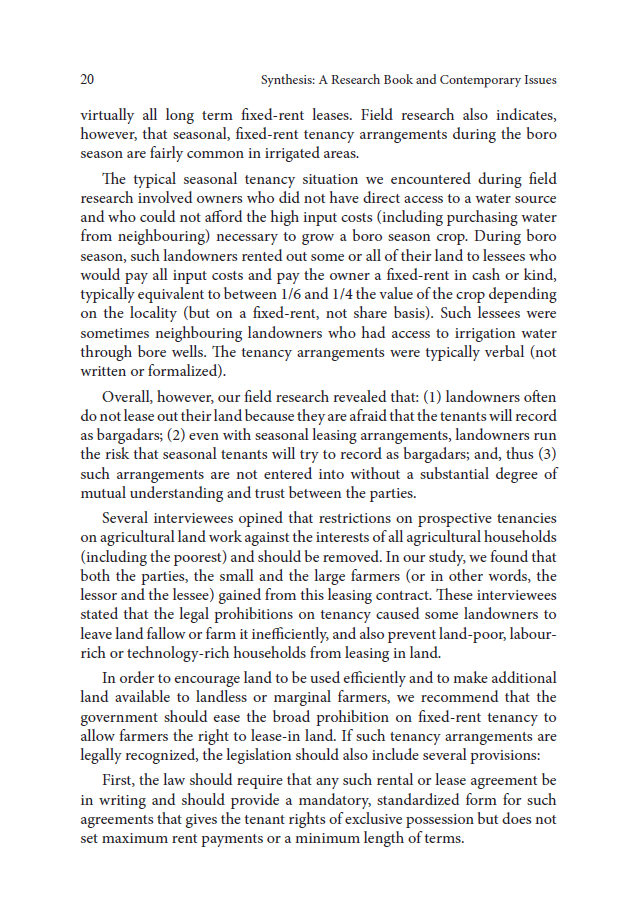 20 Synthesis: A Research Book and Contemporary Issues
virtually all long term fixed-rent leases. Field research also indicates,
however, that seasonal, fixed-rent tenancy arrangements during the boro
season are fairly common in irrigated areas.
The typical seasonal tenancy situation we encountered during field
research involved owners who did not have direct access to a water source
and who could not afford the high input costs (including purchasing water
from neighbouring) necessary to grow a boro season crop. During boro
season, such landowners rented out some or all of their land to lessees who
would pay all input costs and pay the owner a fixed-rent in cash or kind,
typically equivalent to between 1/6 and 1/4 the value of the crop depending
on the locality (but on a fixed-rent, not share basis). Such lessees were
sometimes neighbouring landowners who had access to irrigation water
through bore wells. The tenancy arrangements were typically verbal (not
written or formalized).
Overall, however, our field research revealed that: (1) landowners often
do not lease out their land because they are afraid that the tenants will record
as bargadars; (2) even with seasonal leasing arrangements, landowners run
the risk that seasonal tenants will try to record as bargadars; and, thus (3)
such arrangements are not entered into without a substantial degree of
mutual understanding and trust between the parties.
Several interviewees opined that restrictions on prospective tenancies
on agricultural land work against the interests of all agricultural households
(including the poorest) and should be removed. In our study, we found that
both the parties, the small and the large farmers (or in other words, the
lessor and the lessee) gained from this leasing contract. These interviewees
stated that the legal prohibitions on tenancy caused some landowners to
leave land fallow or farm it inefficiently, and also prevent land-poor, labour-
rich or technology-rich households from leasing in land.
In order to encourage land to be used efficiently and to make additional
land available to landless or marginal farmers, we recommend that the
government should ease the broad prohibition on fixed-rent tenancy to
allow farmers the right to lease-in land. If such tenancy arrangements are
legally recognized, the legislation should also include several provisions:
First, the law should require that any such rental or lease agreement be
in writing and should provide a mandatory, standardized form for such
agreements that gives the tenant rights of exclusive possession but does not
set maximum rent payments or a minimum length of terms.